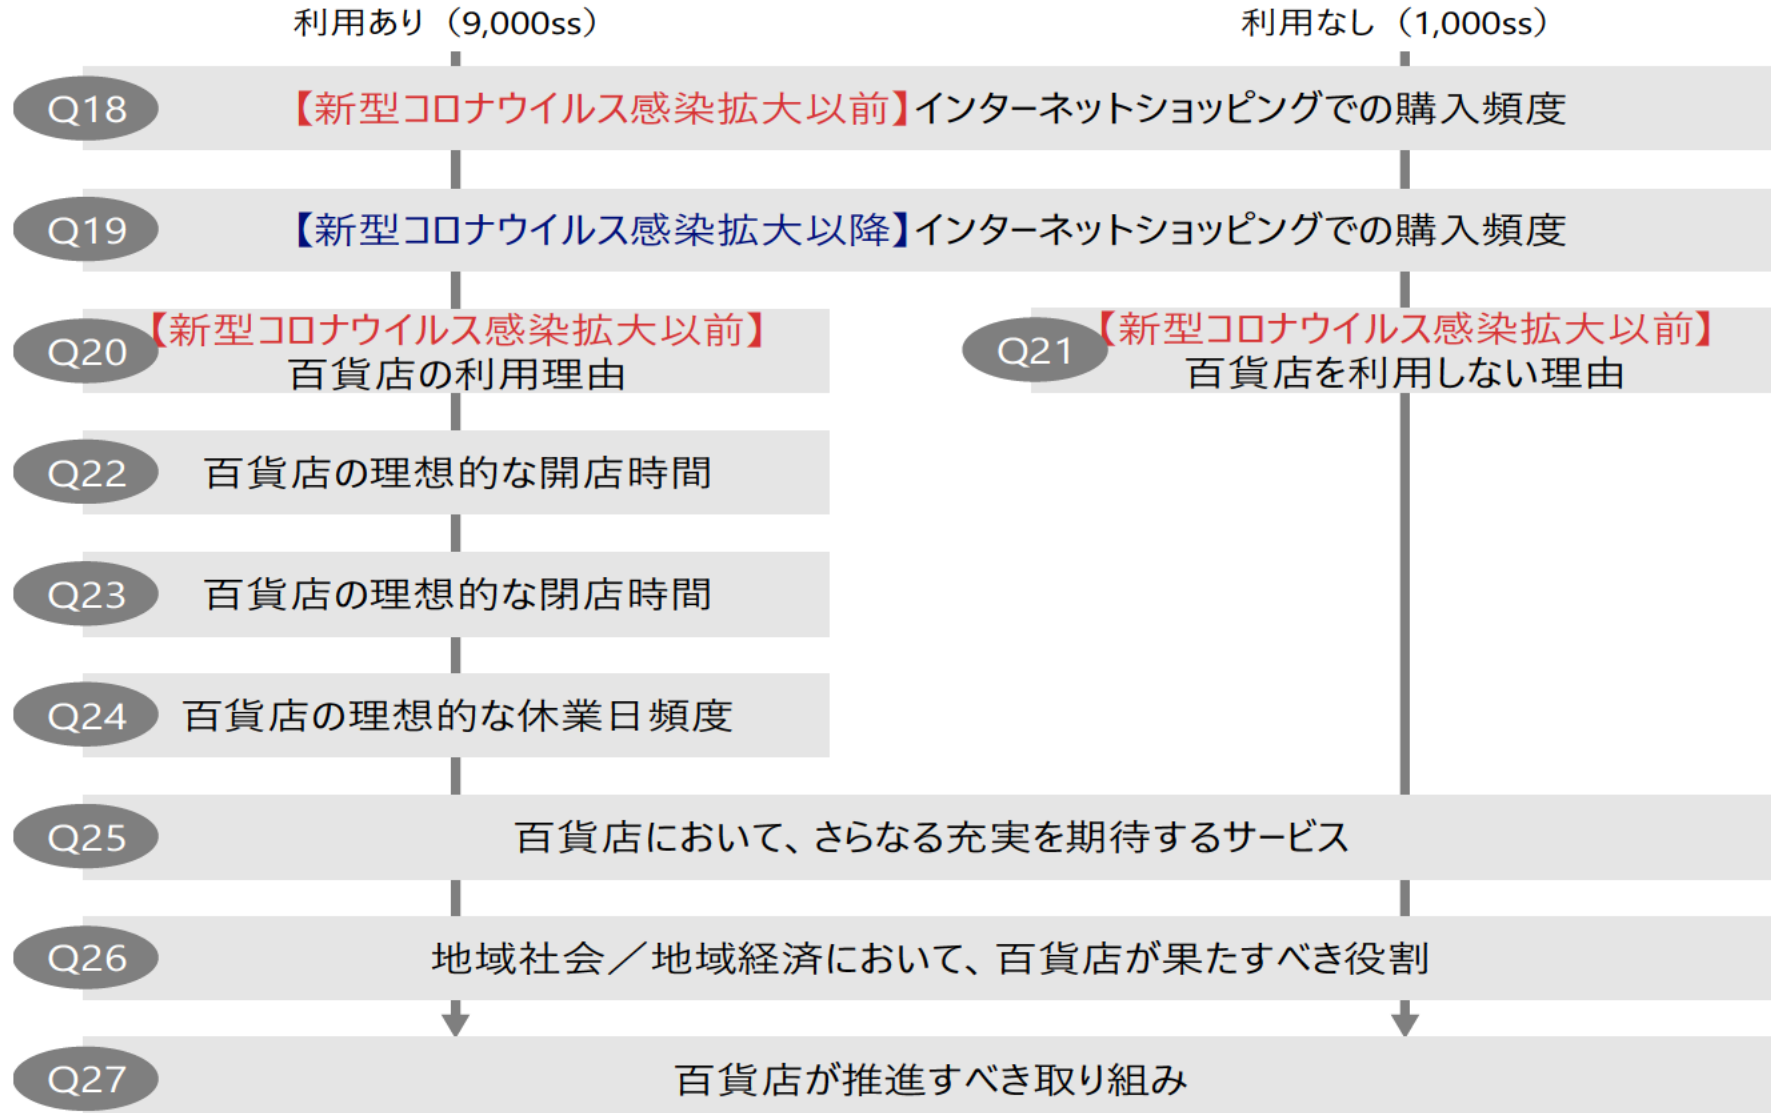 利用あり（9,000ss）
利用なし（1,000ss）
Q18 【新型コロナウイルス感染拡大以前】インターネットショッピングでの購入頻度
Q19 【新型コロナウイルス感染拡大以降】インターネットショッピングでの購入頻度
Q20 【新型コロナウイルス感染拡大以前】
百貨店の利用理由
Q21 【新型コロナウイルス感染拡大以前】
百貨店を利用しない理由
Q22 百貨店の理想的な開店時間
Q23 百貨店の理想的な閉店時間
Q24 百貨店の理想的な休業日頻度
Q25 百貨店において、さらなる充実を期待するサービス
Q26 地域社会／地域経済において、百貨店が果たすべき役割
Q27 百貨店が推進すべき取り組み